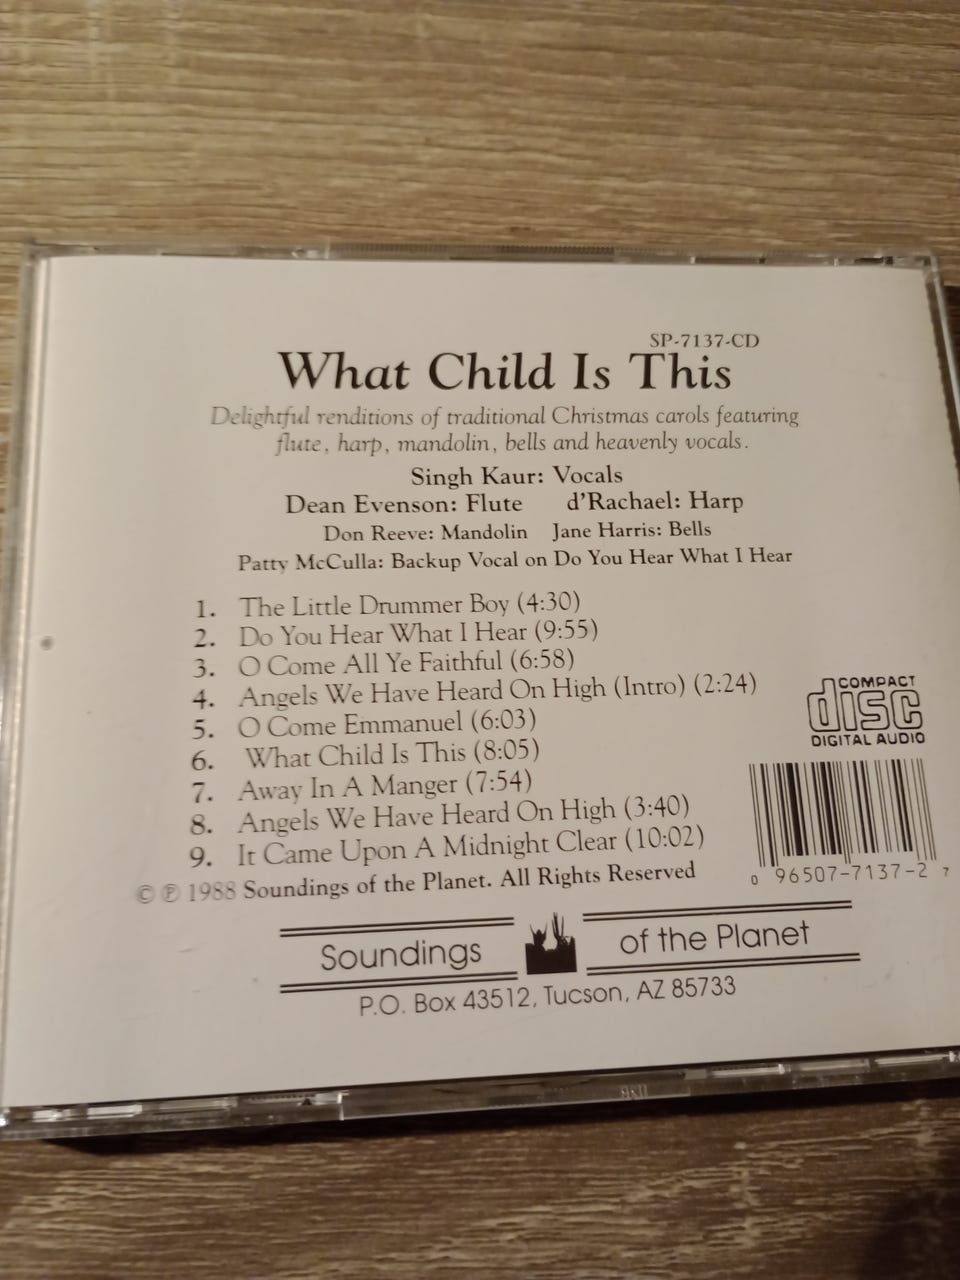 SP-7137-CD
What Child Is This
Delightful renditions of traditional Christmas carols featuring
flute, harp, mandolin, bells and heavenly vocals.
Singh Kaur: Vocals
Dean Evenson: Flute d'Rachael: Harp
Don Reeve: Mandolin Jane Harris: Bells
Patty McCulla: Backup Vocal on Do You Hear What I Hear
1. The Little Drummer Boy (4:30)
2. Do You Hear What I Hear (9:55)
3. O Come All Ye Faithful (6:58)
4. Angels We Have Heard On High (Intro) (2:24)
5. O Come Emmanuel (6:03)
6. What Child Is This (8:05)
7. Away In A Manger (7:54)
8. Angels We Have Heard On High (3:40)
9. It Came Upon A Midnight Clear (10:02)
COMPACT
disc
DIGITAL AUDIO
0 96507-7137-2 7
© ℗ 1988 Soundings of the Planet. All Rights Reserved
Soundings of the Planet
P.O. Box 43512, Tucson, AZ 85733